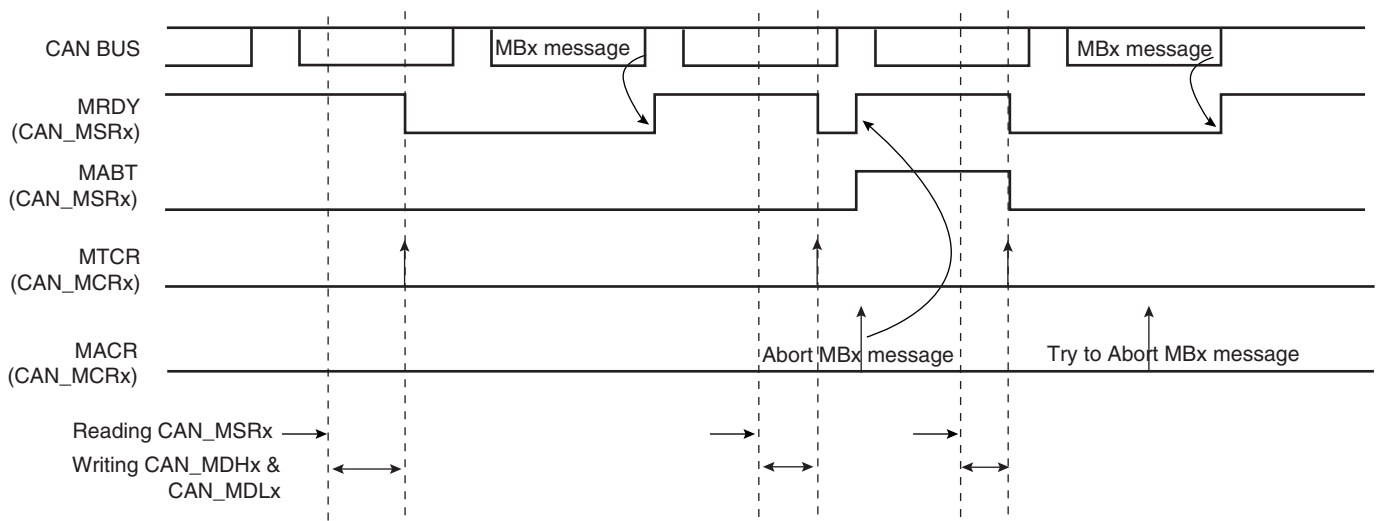 CAN BUS
MBx message
MBx message
MRDY
(CAN_MSRx)
MABT
(CAN_MSRx)
MTCR
(CAN_MCRx)
MACR
(CAN_MCRx)
Abort MBx message
Try to Abort MBx message
Reading CAN_MSRx
Writing CAN_MDHx &
CAN_MDLx